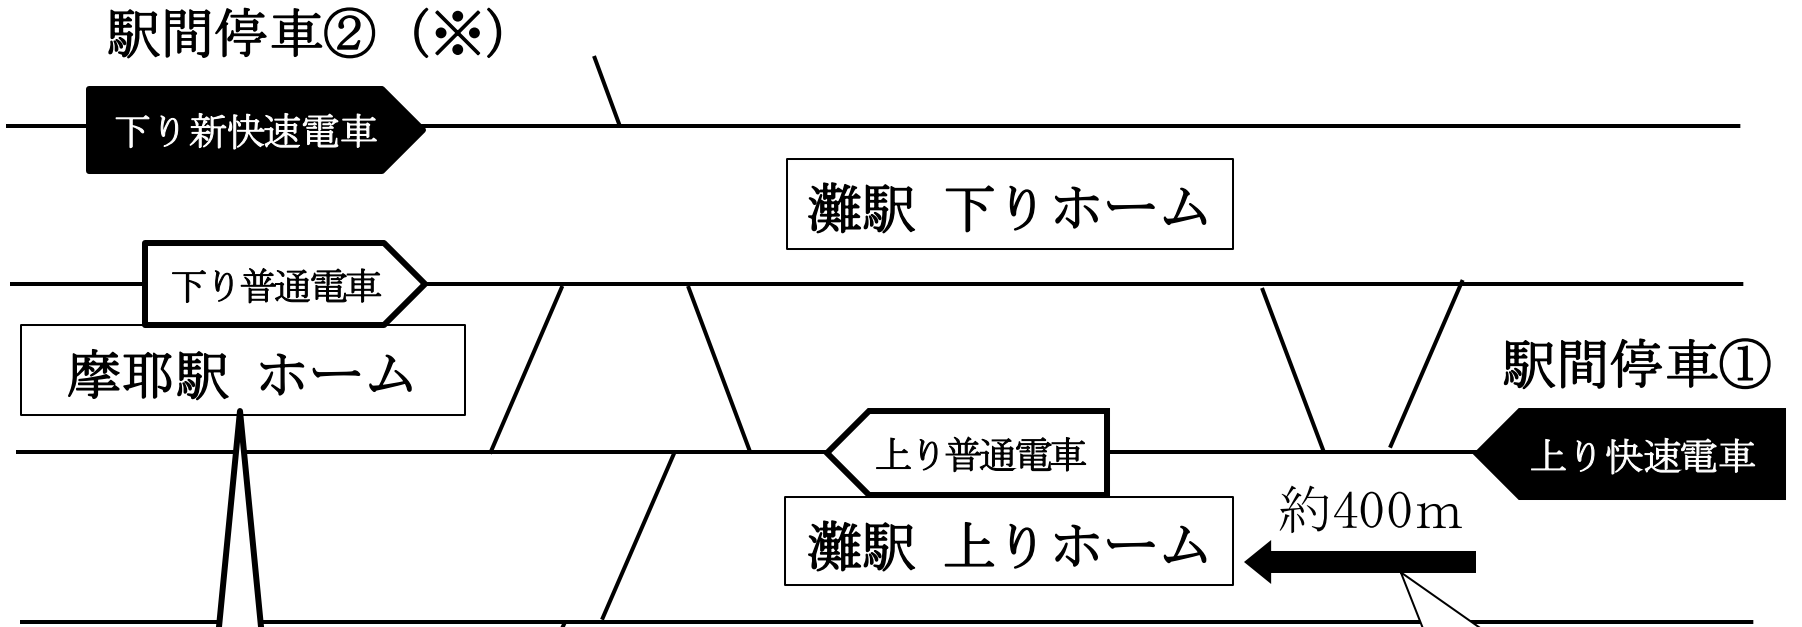 駅間停車②（※）
下り新快速電車
灘駅 下りホーム
下り普通電車
摩耶駅 ホーム
駅間停車①
上り普通電車
上り快速電車
約400m
灘駅 上りホーム